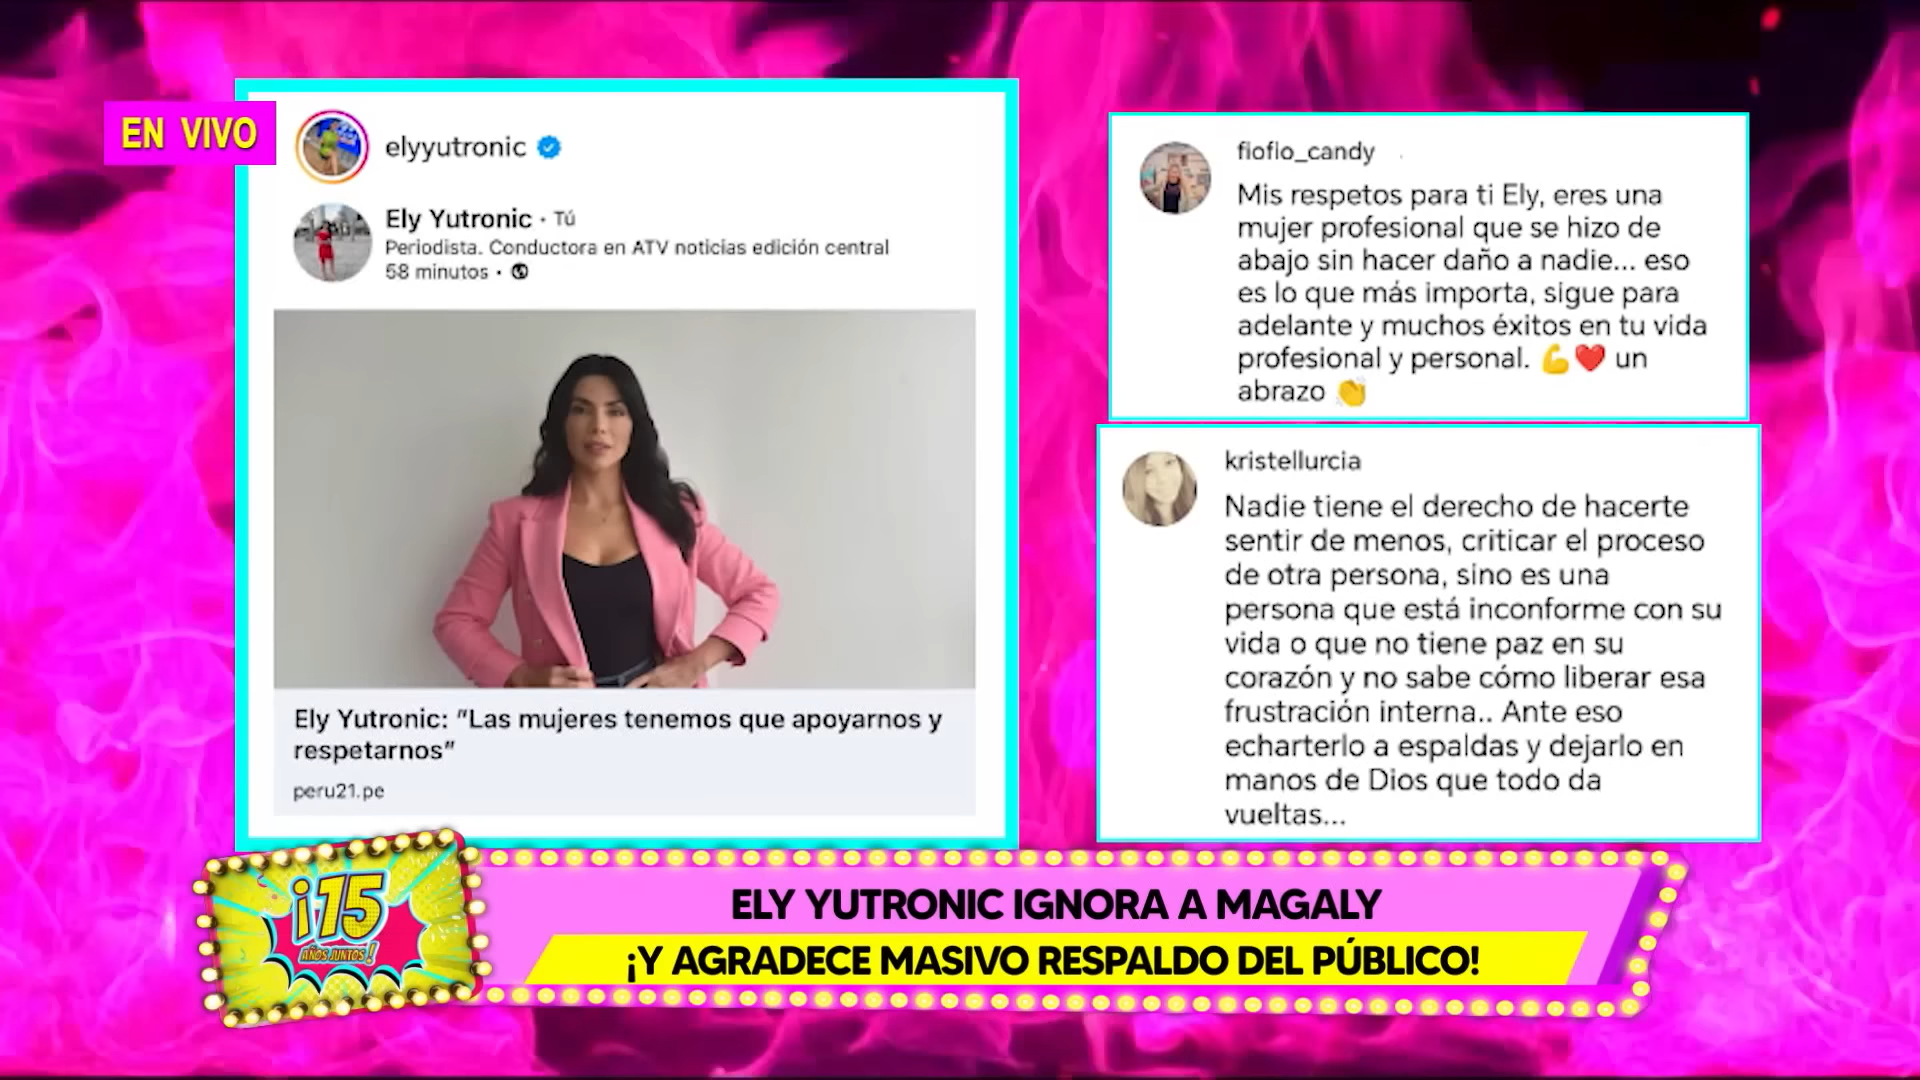 EN VIVO
elyyutronic
Ely Yutronic • Tú
Periodista. Conductora en ATV noticias edición central
58 minutos •
Ely Yutronic: "Las mujeres tenemos que apoyarnos y
respetarnos"
peru21.pe
fiofio_candy
Mis respetos para ti Ely, eres una
mujer profesional que se hizo de
abajo sin hacer daño a nadie... eso
es lo que más importa, sigue para
adelante y muchos éxitos en tu vida
profesional y personal. 💪❤️ un
abrazo 👏
kristellurcia
Nadie tiene el derecho de hacerte
sentir de menos, criticar el proceso
de otra persona, sino es una
persona que está inconforme con su
vida o que no tiene paz en su
corazón y no sabe cómo liberar esa
frustración interna.. Ante eso
echarterlo a espaldas y dejarlo en
manos de Dios que todo da
vueltas...
¡15
AÑOS JUNTOS!
ELY YUTRONIC IGNORA A MAGALY
¡Y AGRADECE MASIVO RESPALDO DEL PÚBLICO!